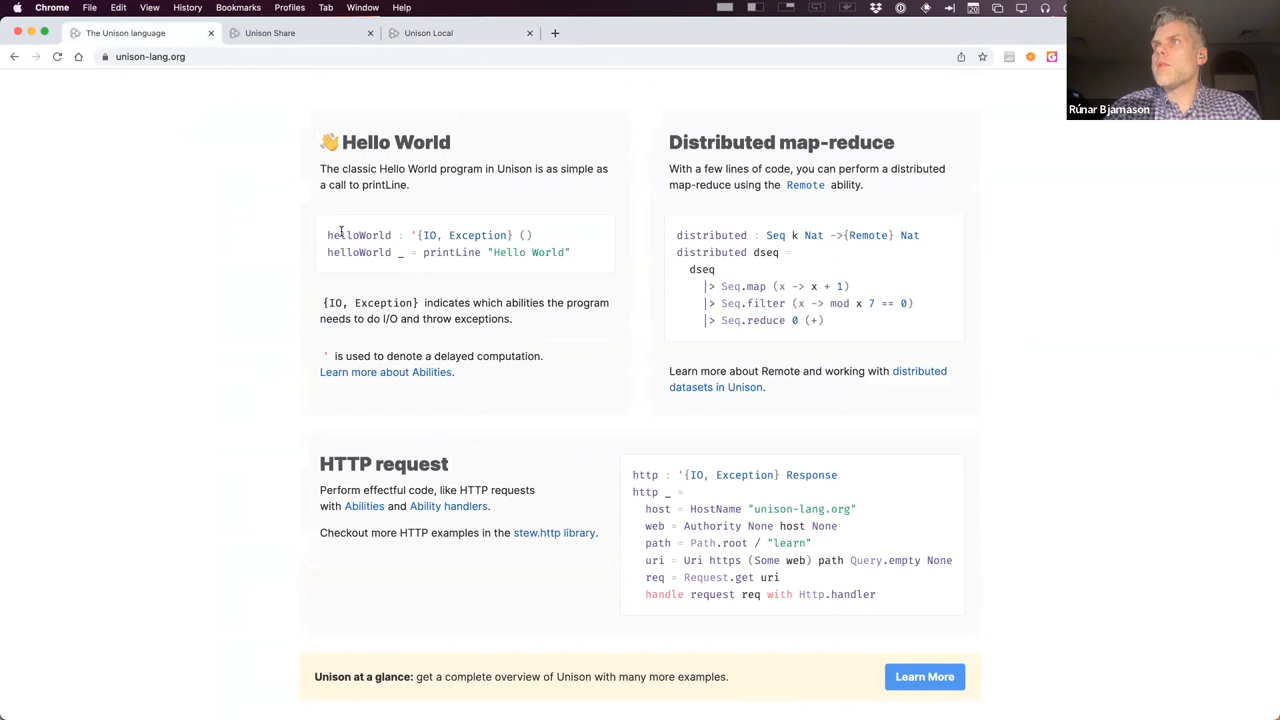 Chrome File Edit View History Bookmarks Profiles Tab Window Help
20
The Unison language
Unison Share
Unison Local
unison-lang.org
Rúnar Bjarnason
👋 Hello World
The classic Hello World program in Unison is as simple as
a call to printLine.
helloWorld : '{IO, Exception} ()
helloWorld _ = printLine "Hello World"
{IO, Exception} indicates which abilities the program
needs to do I/O and throw exceptions.
' is used to denote a delayed computation.
Learn more about Abilities.
Distributed map-reduce
With a few lines of code, you can perform a distributed
map-reduce using the Remote ability.
distributed : Seq k Nat ->{Remote} Nat
distributed dseq =
dseq
|> Seq.map (x -> x + 1)
|> Seq.filter (x -> mod x 7 == 0)
|> Seq.reduce 0 (+)
Learn more about Remote and working with distributed
datasets in Unison.
HTTP request
Perform effectful code, like HTTP requests
with Abilities and Ability handlers.
Checkout more HTTP examples in the stew.http library.
http : '{IO, Exception} Response
http _ =
host = HostName "unison-lang.org"
web = Authority None host None
path = Path.root / "learn"
uri = Uri https (Some web) path Query.empty None
req = Request.get uri
handle request req with Http.handler
Unison at a glance: get a complete overview of Unison with many more examples.
Learn More